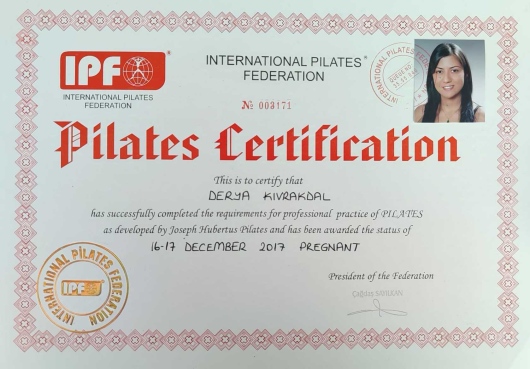 IPF
®
INTERNATIONAL PILATES
FEDERATION
INTERNATIONAL PILATES®
FEDERATION
№ 003171
Pilates Certification
This is to certify that
DERYA KIVRAKDAL
has successfully completed the requirements for professional practice of PILATES
as developed by Joseph Hubertus Pilates and has been awarded the status of
16-17 DECEMBER 2017 PREGNANT
President of the Federation
INTERNATIONAL PILATES FEDERATION
IPF
INTERNATIONAL PILATES